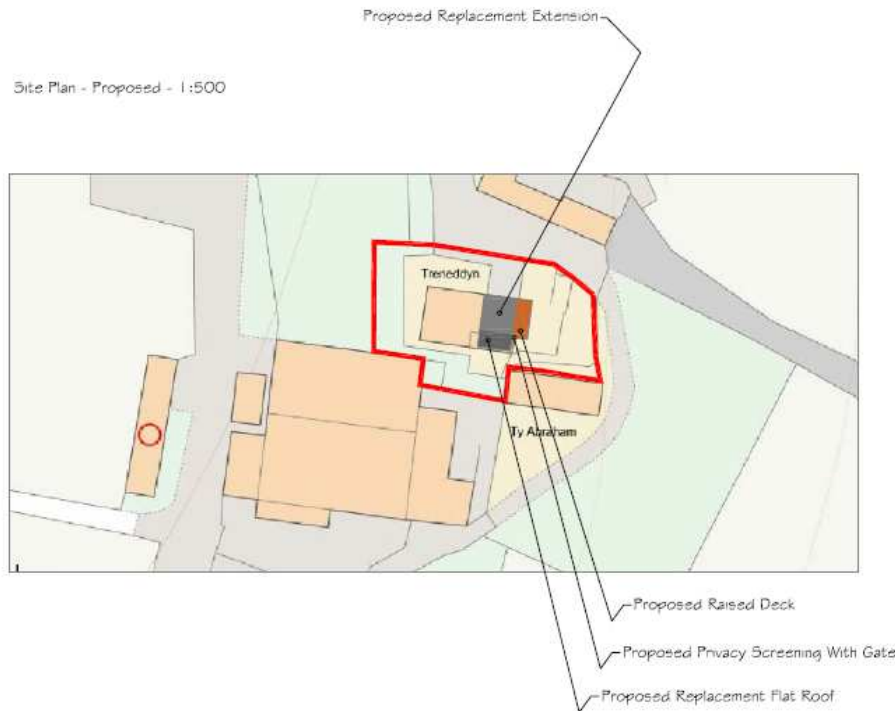 Proposed Replacement Extension
Site Plan - Proposed - 1:500
Treneddyn
Ty Abraham
Proposed Raised Deck
Proposed Privacy Screening With Gate
Proposed Replacement Flat Roof